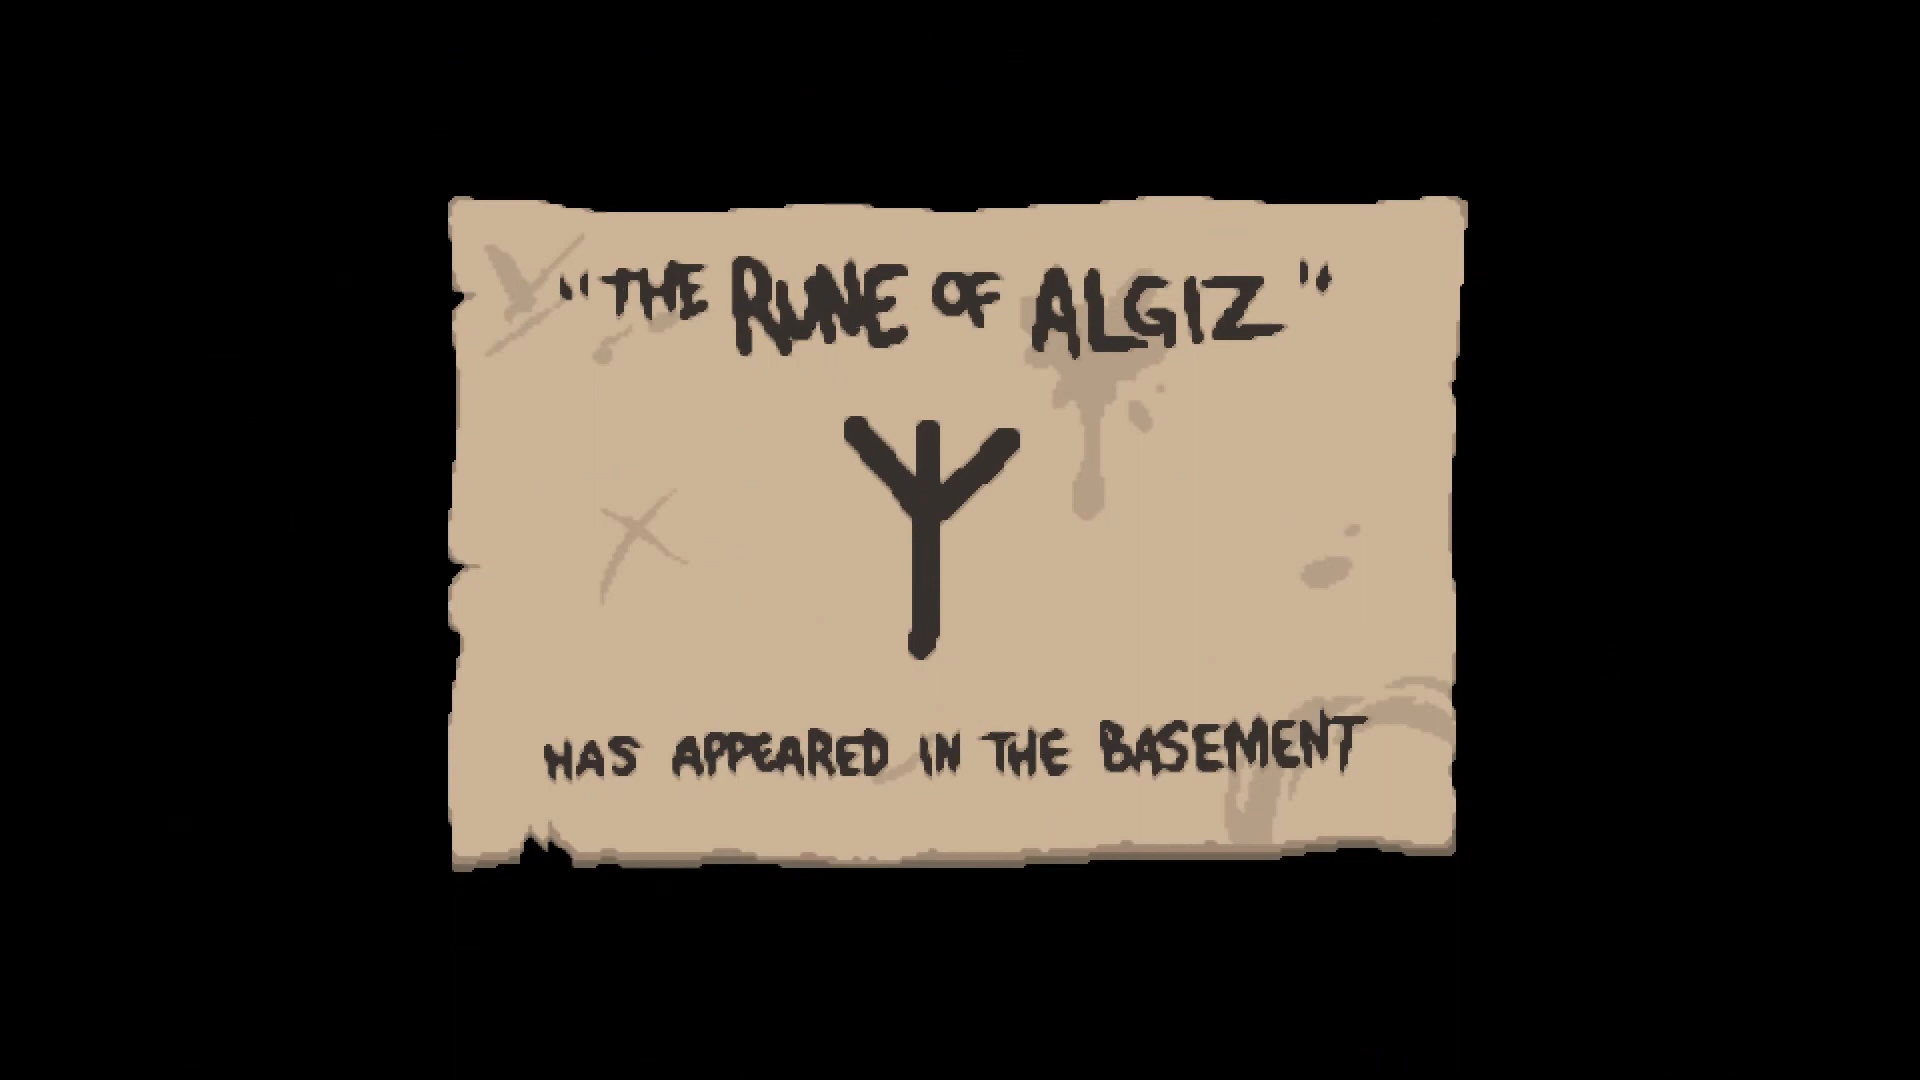 "THE RUNE OF ALGIZ"
HAS APPEARED IN THE BASEMENT